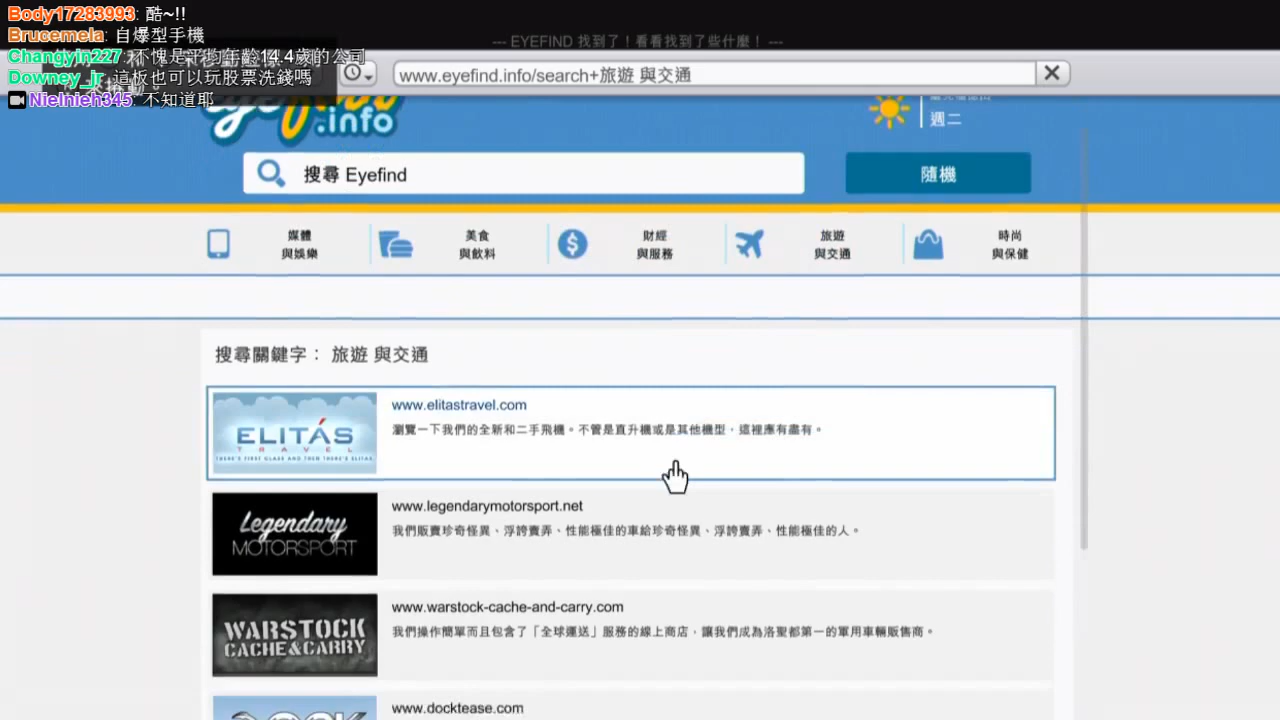 Body17283993: 酷~!!
Brucemela: 自爆型手機
Changyin227: 不愧是平均年齡14.4歲的公司
Downey_jr: 這板也可以玩股票洗錢嗎
Nielnieh345: 不知道耶
--- EYEFIND 找到了！看看找到了些什麼！ ---
www.eyefind.info/search+旅遊 與交通
.info
週二
搜尋 Eyefind
隨機
媒體
與娛樂
美食
與飲料
財經
與服務
旅遊
與交通
時尚
與保健
搜尋關鍵字： 旅遊 與交通
ELITÁS
TRAVEL
THERE'S FIRST CLASS AND THEN THERE'S ELITAS
www.elitastravel.com
瀏覽一下我們的全新和二手飛機。不管是直升機或是其他機型，這裡應有盡有。
Legendary
MOTORSPORT
www.legendarymotorsport.net
我們販賣珍奇怪異、浮誇賣弄、性能極佳的車給珍奇怪異、浮誇賣弄、性能極佳的人。
WARSTOCK
CACHE&CARRY
www.warstock-cache-and-carry.com
我們操作簡單而且包含了「全球運送」服務的線上商店，讓我們成為洛聖都第一的軍用車輛販售商。
www.docktease.com